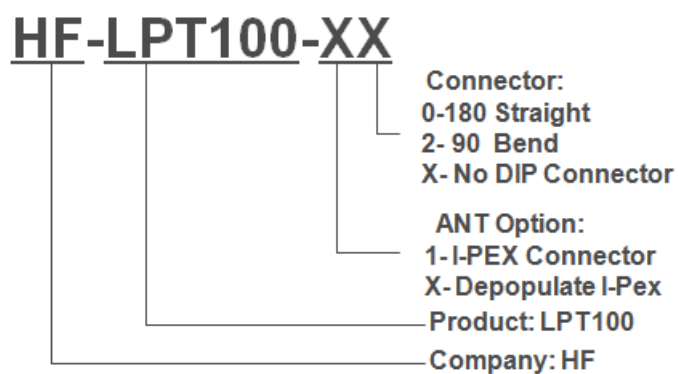 HF-LPT100-XX
Connector:
0-180 Straight
2- 90 Bend
X- No DIP Connector
ANT Option:
1- I-PEX Connector
X- Depopulate I-Pex
Product: LPT100
Company: HF